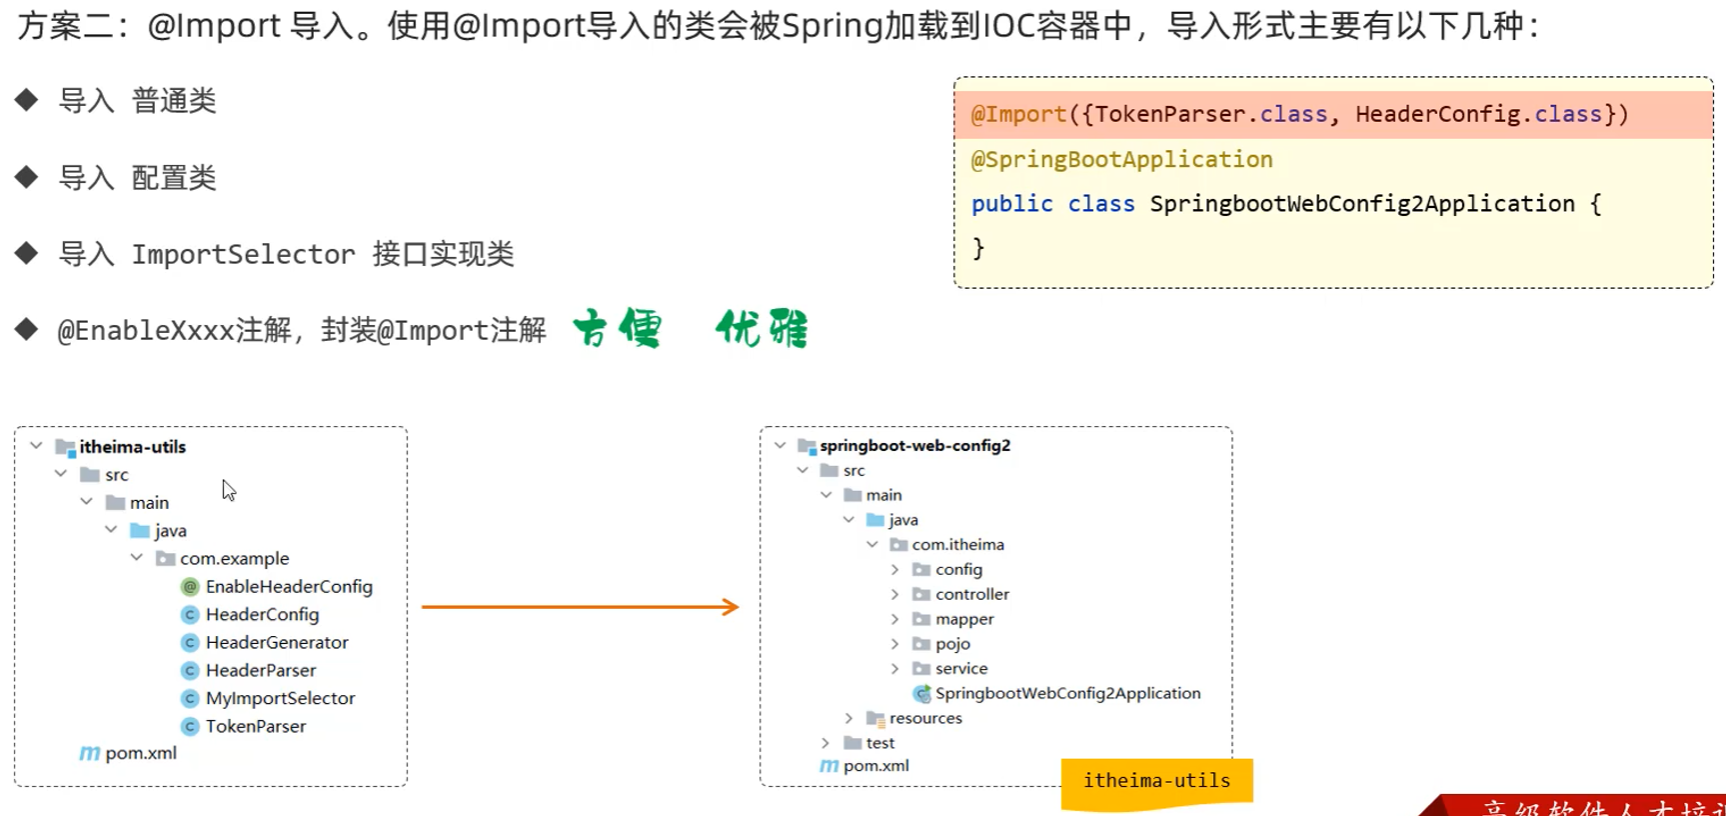 方案二：@Import 导入。使用@Import导入的类会被Spring加载到IOC容器中，导入形式主要有以下几种：
◆ 导入 普通类
◆ 导入 配置类
◆ 导入 ImportSelector 接口实现类
◆ @EnableXxxx注解，封装@Import注解 方便 优雅
@Import({TokenParser.class, HeaderConfig.class})
@SpringBootApplication
public class SpringbootWebConfig2Application {
}
itheima-utils
src
main
java
com.example
EnableHeaderConfig
HeaderConfig
HeaderGenerator
HeaderParser
MyImportSelector
TokenParser
pom.xml
springboot-web-config2
src
main
java
com.itheima
config
controller
mapper
pojo
service
SpringbootWebConfig2Application
resources
test
pom.xml
itheima-utils
高级软件人才培